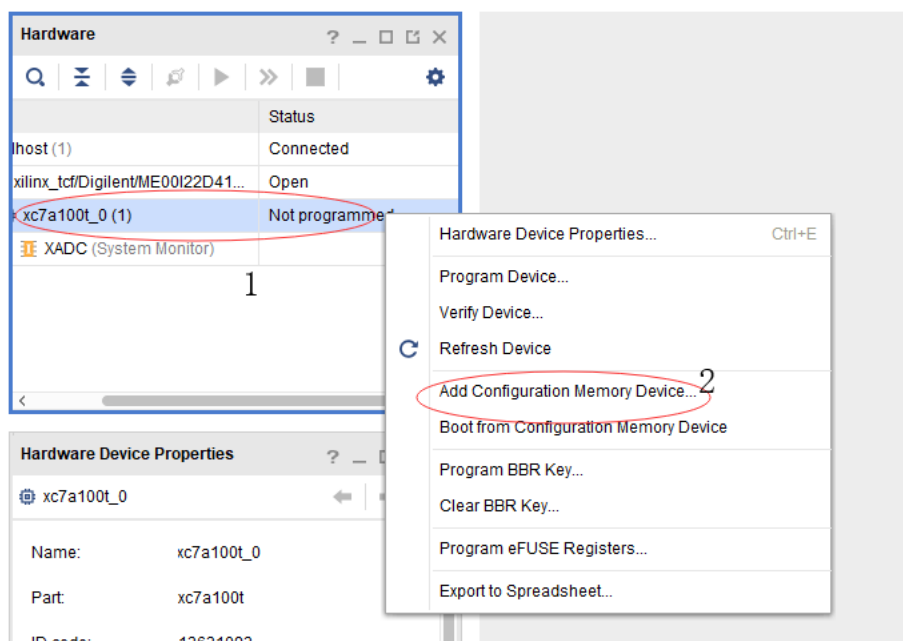 Hardware
Status
lhost (1) Connected
xilinx_tcf/Digilent/ME00I22D41... Open
xc7a100t_0 (1) Not programmed
XADC (System Monitor)
1
Hardware Device Properties... Ctrl+E
Program Device...
Verify Device...
Refresh Device
Add Configuration Memory Device... 2
Boot from Configuration Memory Device
Program BBR Key...
Clear BBR Key...
Program eFUSE Registers...
Export to Spreadsheet...
Hardware Device Properties
xc7a100t_0
Name: xc7a100t_0
Part: xc7a100t
ID code: 13631093